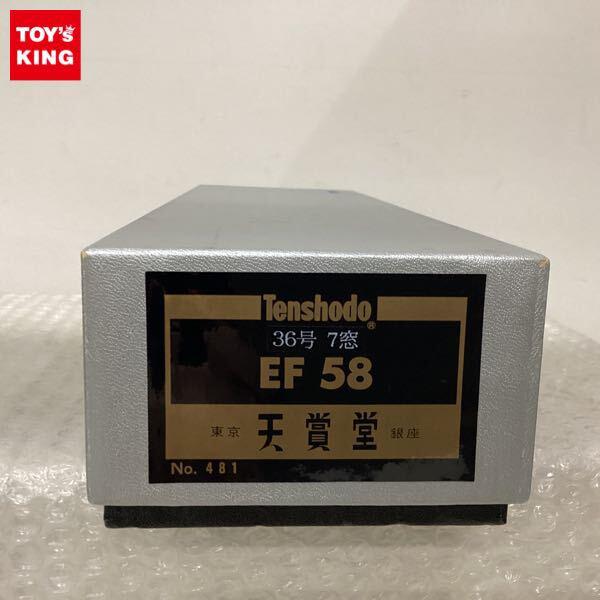 TOY's
KING
Tenshodo®
36号 7窓
EF 58
東京 天賞堂 銀座
No. 481